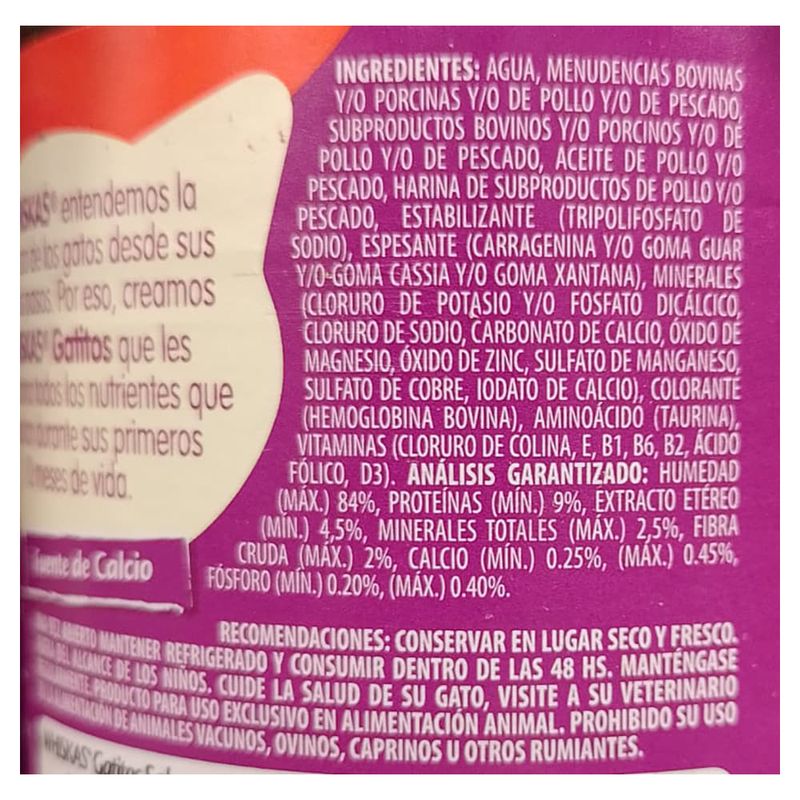 INGREDIENTES: AGUA, MENUDENCIAS BOVINAS
Y/O PORCINAS Y/O DE POLLO Y/O DE PESCADO,
SUBPRODUCTOS BOVINOS Y/O PORCINOS Y/O DE
POLLO Y/O DE PESCADO, ACEITE DE POLLO Y/O
PESCADO, HARINA DE SUBPRODUCTOS DE POLLO Y/O
PESCADO, ESTABILIZANTE (TRIPOLIFOSFATO DE
SODIO), ESPESANTE (CARRAGENINA Y/O GOMA GUAR
Y/O GOMA CASSIA Y/O GOMA XANTANA), MINERALES
(CLORURO DE POTASIO Y/O FOSFATO DICÁLCICO,
CLORURO DE SODIO, CARBONATO DE CALCIO, ÓXIDO DE
MAGNESIO, ÓXIDO DE ZINC, SULFATO DE MANGANESO,
SULFATO DE COBRE, IODATO DE CALCIO), COLORANTE
(HEMOGLOBINA BOVINA), AMINOÁCIDO (TAURINA),
VITAMINAS (CLORURO DE COLINA, E, B1, B6, B2, ÁCIDO
FÓLICO, D3). ANÁLISIS GARANTIZADO: HUMEDAD
(MÁX.) 84%, PROTEÍNAS (MÍN.) 9%, EXTRACTO ETÉREO
(MÍN.) 4,5%, MINERALES TOTALES (MÁX.) 2,5%, FIBRA
CRUDA (MÁX.) 2%, CALCIO (MÍN.) 0.25%, (MÁX.) 0.45%,
FÓSFORO (MÍN.) 0.20%, (MÁX.) 0.40%.
entendemos la
de los gatos desde sus
Por eso, creamos
Gatitos que les
todos los nutrientes que
durante sus primeros
meses de vida.
Fuente de Calcio
RECOMENDACIONES: CONSERVAR EN LUGAR SECO Y FRESCO.
ABIERTO MANTENER REFRIGERADO Y CONSUMIR DENTRO DE LAS 48 HS. MANTÉNGASE
DEL ALCANCE DE LOS NIÑOS. CUIDE LA SALUD DE SU GATO, VISITE A SU VETERINARIO
PRODUCTO PARA USO EXCLUSIVO EN ALIMENTACIÓN ANIMAL. PROHIBIDO SU USO
ALIMENTACIÓN DE ANIMALES VACUNOS, OVINOS, CAPRINOS U OTROS RUMIANTES.
WHISKAS® Gatitos